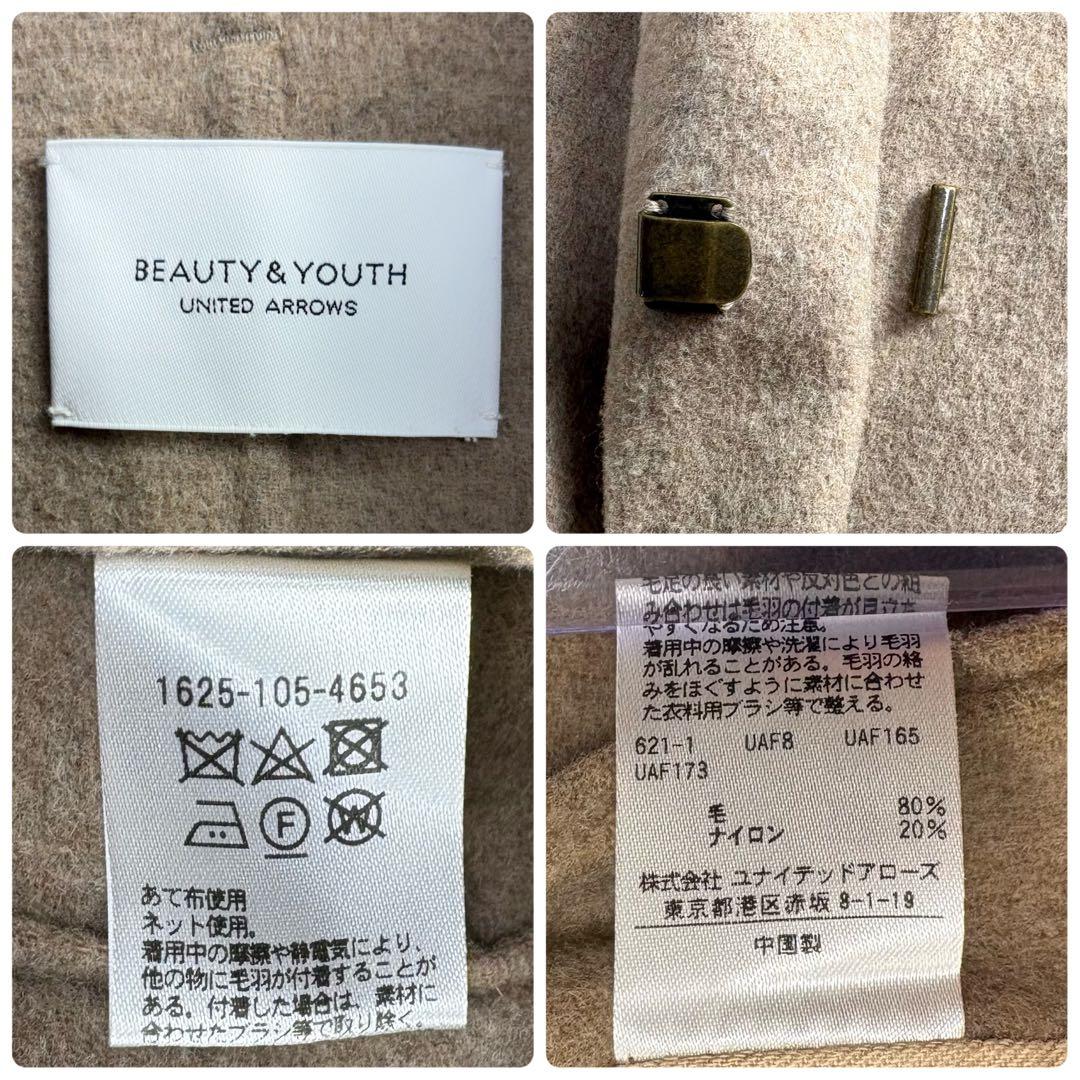 BEAUTY&YOUTH
UNITED ARROWS
1625-105-4653
F
W
あて布使用
ネット使用。
着用中の摩擦や静電気により、
他の物に毛羽が付着することが
ある。付着した場合は、素材に
合わせたブラシ等で取り除く。
毛足の長い素材や反対色との組
み合わせは毛羽の付着が目立ち
やすくなるため注意。
着用中の摩擦や洗濯により毛羽
が乱れることがある。毛羽の絡
みをほぐすように素材に合わせ
た衣料用ブラシ等で整える。
621-1 UAF8 UAF165
UAF173
毛 80%
ナイロン 20%
株式会社 ユナイテッドアローズ
東京都港区赤坂 8-1-19
中国製